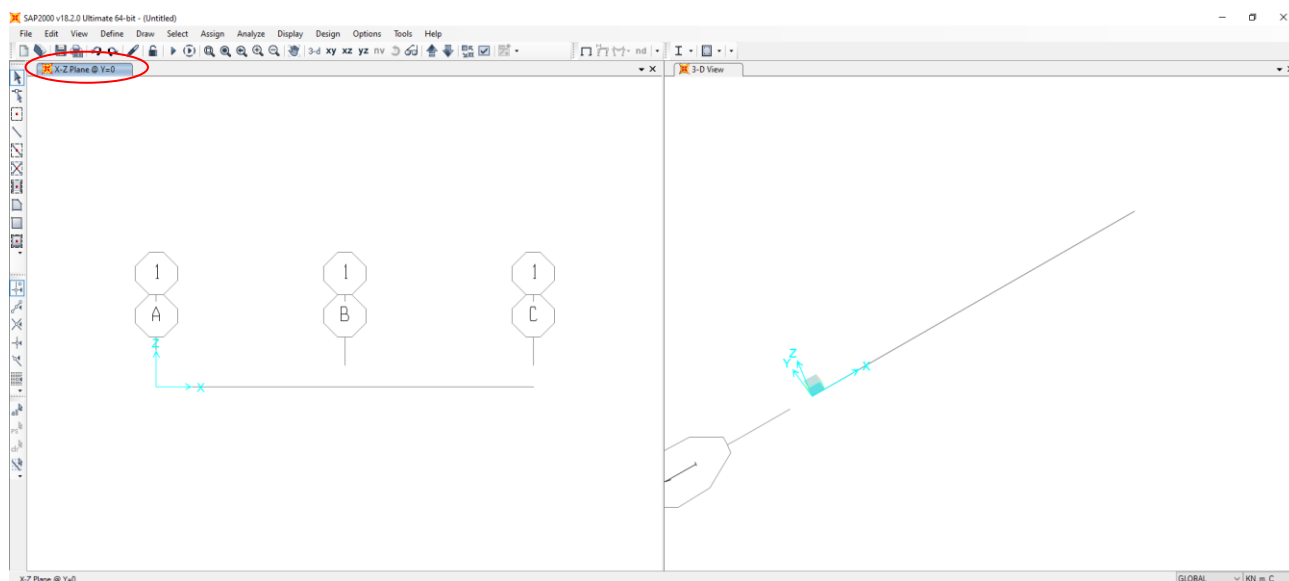 SAP2000 v18.2.0 Ultimate 64-bit - (Untitled)
File Edit View Define Draw Select Assign Analyze Display Design Options Tools Help
3-d xy xz yz nv nd
X-Z Plane @ Y=0
3-D View
1 1 1
A B C
Z
X
Z
Y
X
X-Z Plane @ Y=0
GLOBAL
KN, m, C